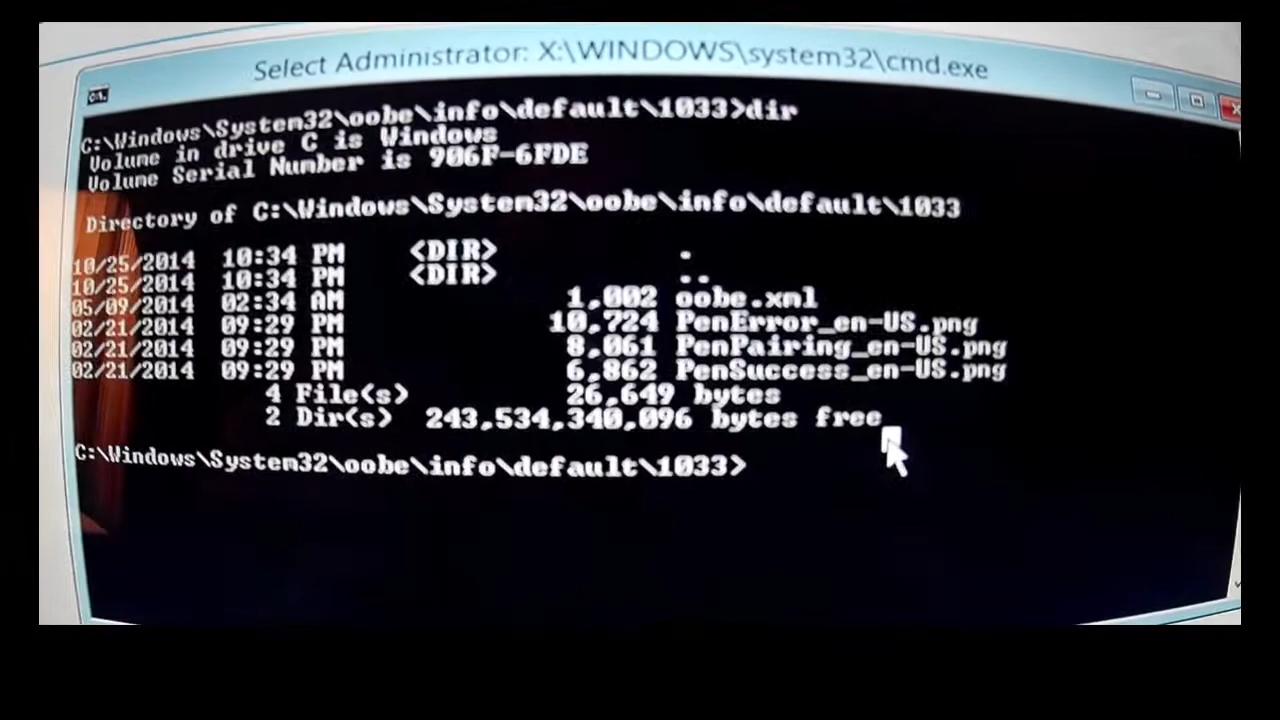 Select Administrator: X:\WINDOWS\system32\cmd.exe
C:\Windows\System32\oobe\info\default\1033>dir
Volume in drive C is Windows
Volume Serial Number is 906F-6FDE
Directory of C:\Windows\System32\oobe\info\default\1033
10/25/2014 10:34 PM <DIR> .
10/25/2014 10:34 PM <DIR> ..
05/09/2014 02:34 AM 1,002 oobe.xml
02/21/2014 09:29 PM 10,724 PenError_en-US.png
02/21/2014 09:29 PM 8,061 PenPairing_en-US.png
02/21/2014 09:29 PM 6,862 PenSuccess_en-US.png
4 File(s) 26,649 bytes
2 Dir(s) 243,534,340,096 bytes free
C:\Windows\System32\oobe\info\default\1033>